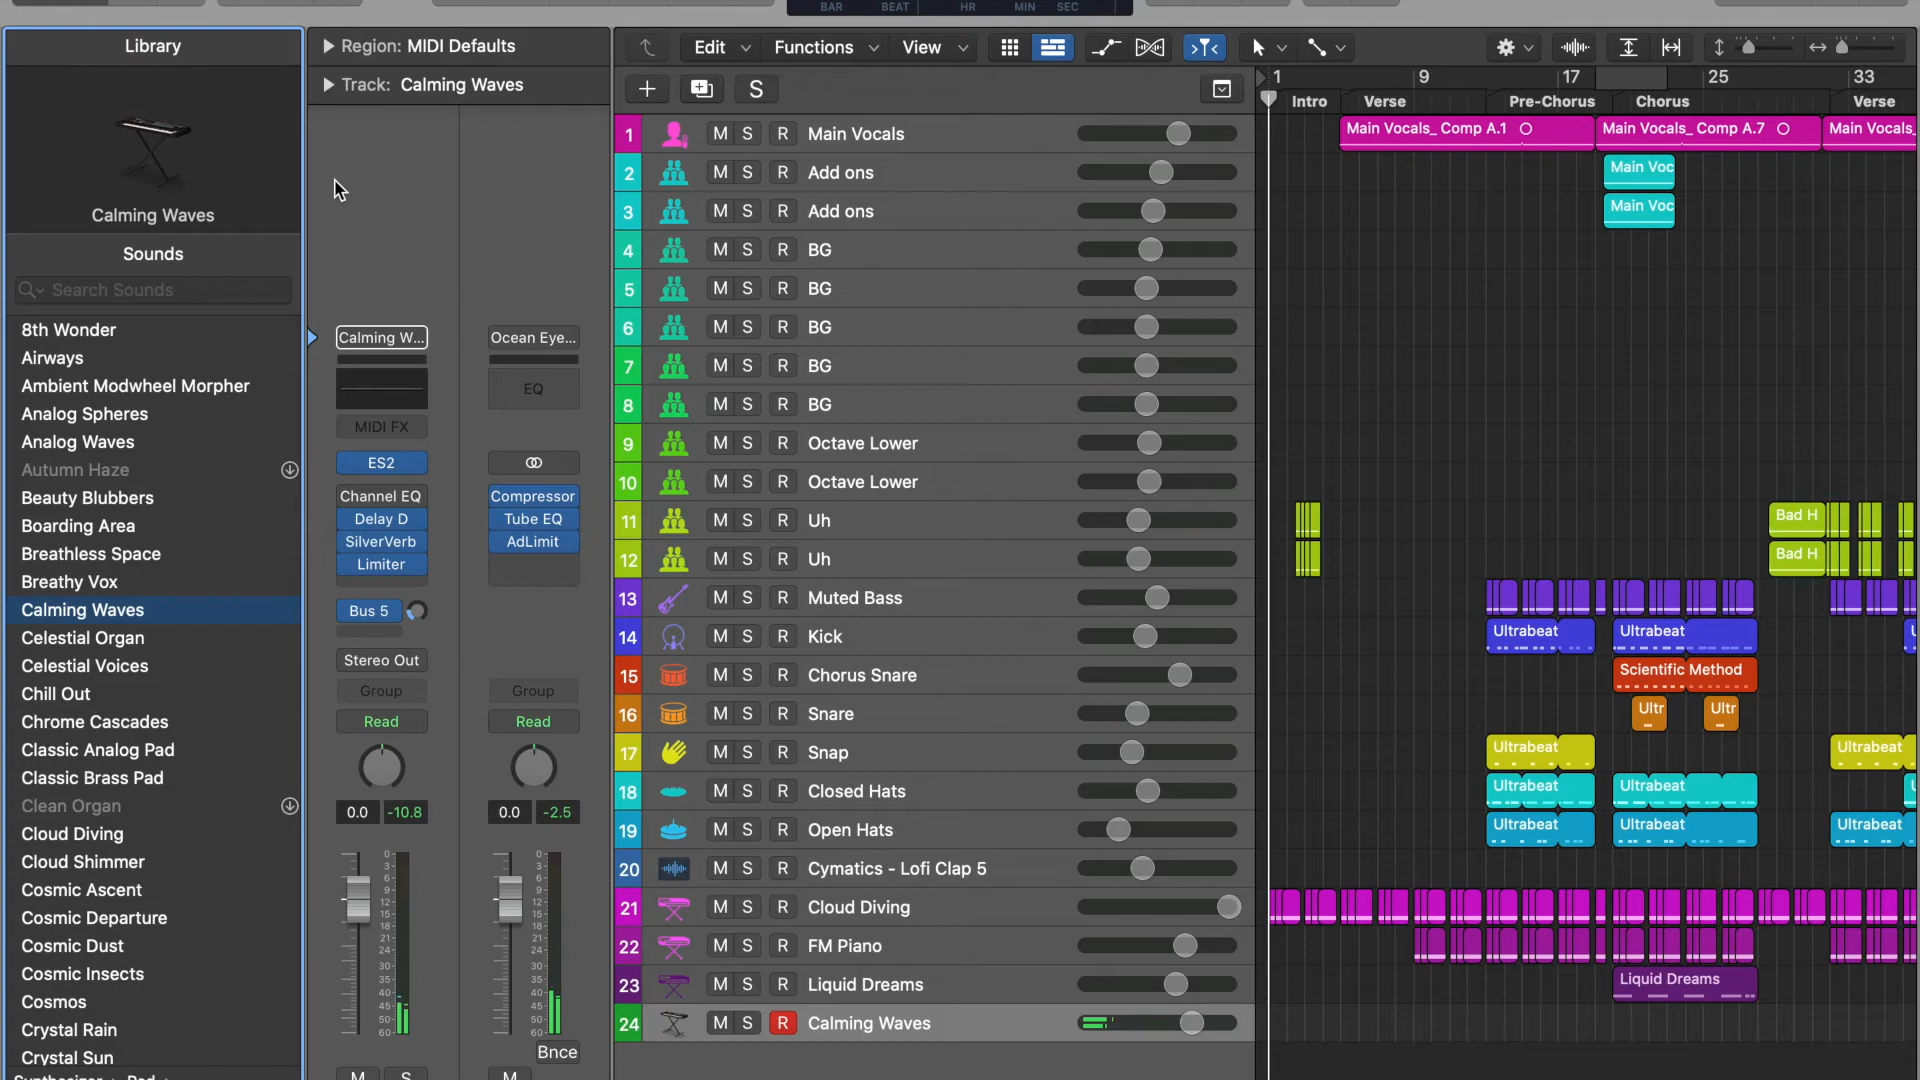 BAR BEAT HR MIN SEC
Library
Calming Waves
Sounds
Search Sounds
8th Wonder
Airways
Ambient Modwheel Morpher
Analog Spheres
Analog Waves
Autumn Haze
Beauty Blubbers
Boarding Area
Breathless Space
Breathy Vox
Calming Waves
Celestial Organ
Celestial Voices
Chill Out
Chrome Cascades
Classic Analog Pad
Classic Brass Pad
Clean Organ
Cloud Diving
Cloud Shimmer
Cosmic Ascent
Cosmic Departure
Cosmic Dust
Cosmic Insects
Cosmos
Crystal Rain
Crystal Sun
Region: MIDI Defaults
Track: Calming Waves
Calming W... Ocean Eye...
EQ
MIDI FX
ES2
Channel EQ Compressor
Delay D Tube EQ
SilverVerb AdLimit
Limiter
Bus 5
Stereo Out
Group Group
Read Read
0.0 -10.8 0.0 -2.5
Bnce
M S M
Edit Functions View
S
1 9 17 25 33
Intro Verse Pre-Chorus Chorus Verse
1 M S R Main Vocals
2 M S R Add ons
3 M S R Add ons
4 M S R BG
5 M S R BG
6 M S R BG
7 M S R BG
8 M S R BG
9 M S R Octave Lower
10 M S R Octave Lower
11 M S R Uh
12 M S R Uh
13 M S R Muted Bass
14 M S R Kick
15 M S R Chorus Snare
16 M S R Snare
17 M S R Snap
18 M S R Closed Hats
19 M S R Open Hats
20 M S R Cymatics - Lofi Clap 5
21 M S R Cloud Diving
22 M S R FM Piano
23 M S R Liquid Dreams
24 M S R Calming Waves
Main Vocals_ Comp A.1 Main Vocals_ Comp A.7 Main Vocals_
Main Voc
Main Voc
Bad H
Bad H
Ultrabeat Ultrabeat
Scientific Method
Ultr Ultr
Ultrabeat Ultrabeat
Ultrabeat Ultrabeat
Ultrabeat Ultrabeat Ultrabeat
Liquid Dreams